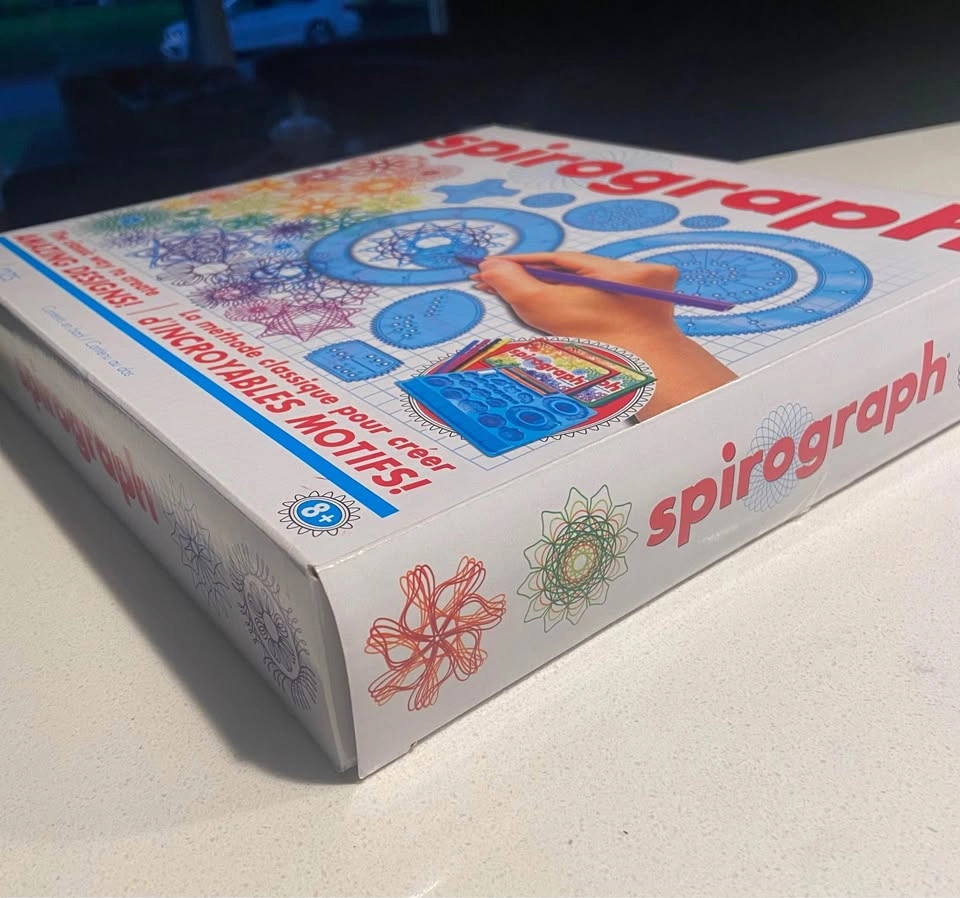 spirograph
The classic way to create
AMAZING DESIGNS!
La méthode classique pour créer
d'INCROYABLES MOTIFS!
8+
spirograph
spirograph
spirograph